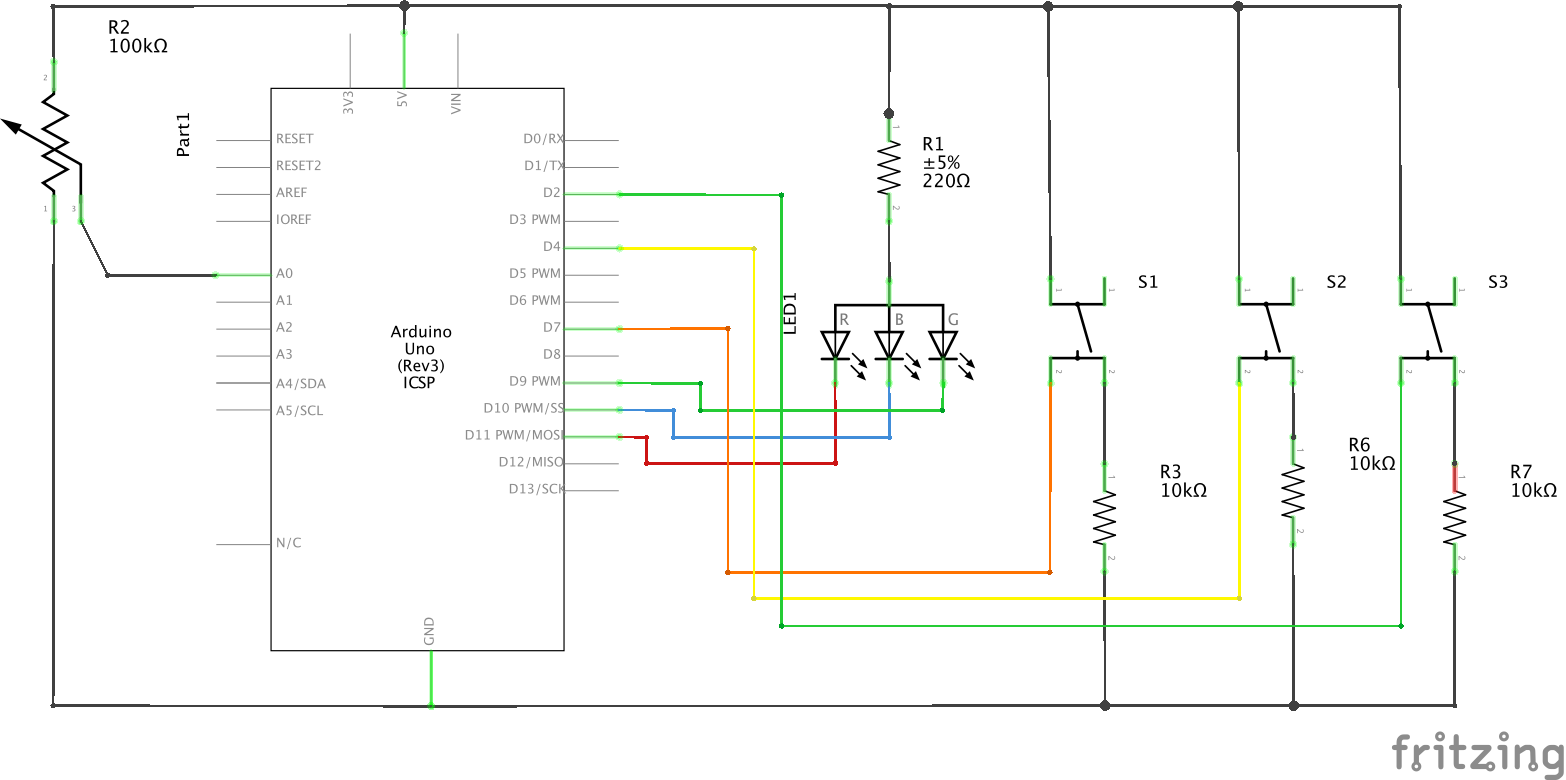 R2
100kΩ
Part1
3V3
5V
VIN
2
1
3
RESET
RESET2
AREF
IOREF
A0
A1
A2
A3
A4/SDA
A5/SCL
N/C
Arduino
Uno
(Rev3)
ICSP
GND
D0/RX
D1/TX
D2
D3 PWM
D4
D5 PWM
D6 PWM
D7
D8
D9 PWM
D10 PWM/SS
D11 PWM/MOSI
D12/MISO
D13/SCK
1
R1
±5%
220Ω
2
LED1
R
B
G
1
1
S1
2
2
1
1
S2
2
2
1
1
S3
2
2
1
R3
10kΩ
2
1
R6
10kΩ
2
1
R7
10kΩ
2
fritzing